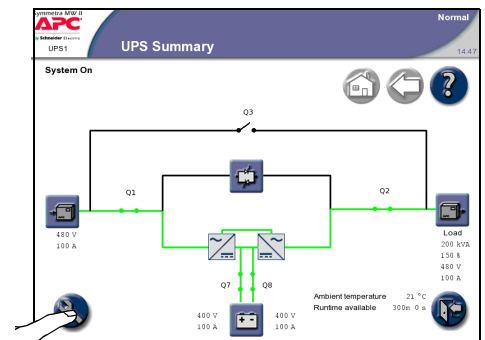 Symmetra MW II
Normal
APC
by Schneider Electric
UPS1
UPS Summary
14:47
System On
Q3
Q1
Q2
480 V
100 A
Load
200 kVA
150 %
480 V
100 A
Q7
Q8
400 V
100 A
400 V
100 A
Ambient temperature 21 °C
Runtime available 300m 0 s